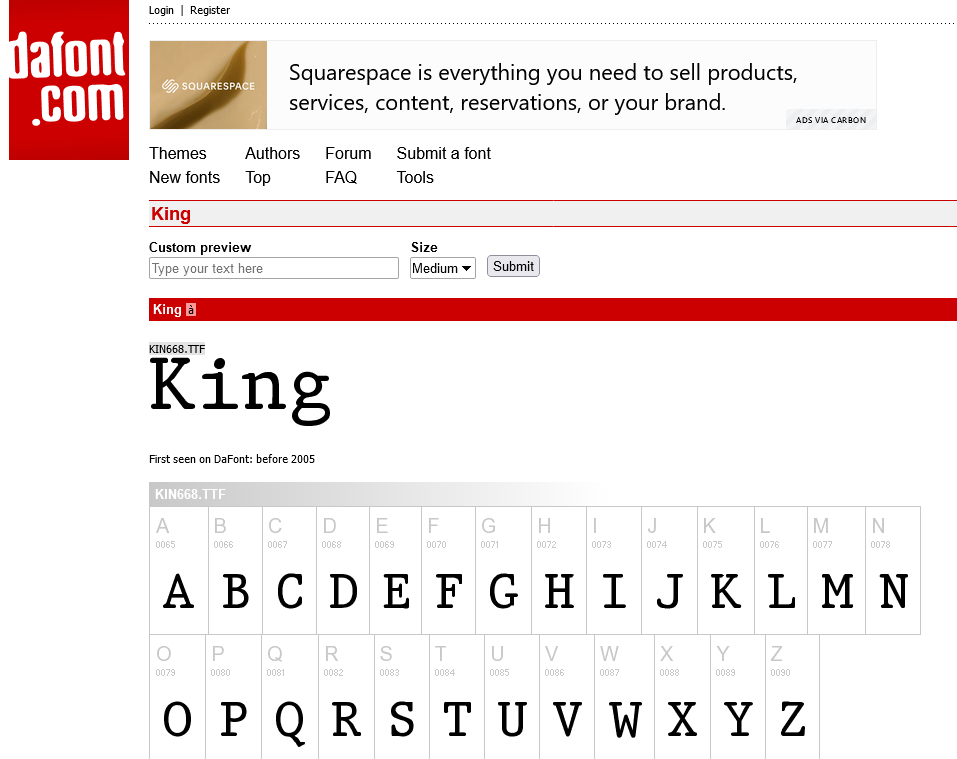 Login | Register
dafont
.com
SQUARESPACE
Squarespace is everything you need to sell products,
services, content, reservations, or your brand.
ADS VIA CARBON
Themes Authors Forum Submit a font
New fonts Top FAQ Tools
King
Custom preview Size
Type your text here Medium Submit
King à
KIN668.TTF
King
First seen on DaFont: before 2005
KIN668.TTF
A B C D E F G H I J K L M N
0065 0066 0067 0068 0069 0070 0071 0072 0073 0074 0075 0076 0077 0078
A B C D E F G H I J K L M N
O P Q R S T U V W X Y Z
0079 0080 0081 0082 0083 0084 0085 0086 0087 0088 0089 0090
O P Q R S T U V W X Y Z